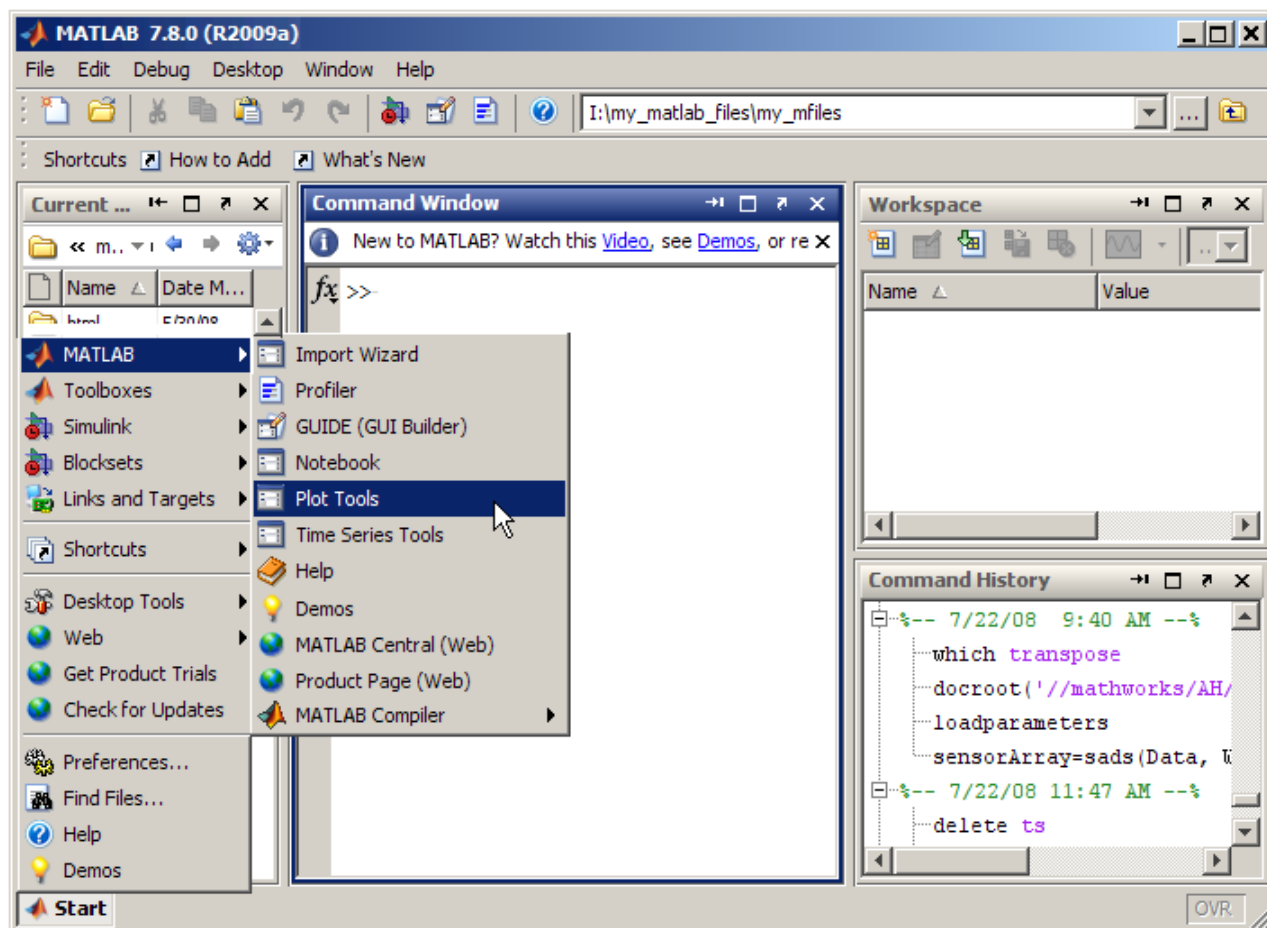 MATLAB 7.8.0 (R2009a)
File Edit Debug Desktop Window Help
I:\my_matlab_files\my_mfiles
...
Shortcuts How to Add What's New
Current ...
« m..
Name Date M...
html 5/30/08
Command Window
New to MATLAB? Watch this Video, see Demos, or re
fx >>
Workspace
..
Name Value
MATLAB
Toolboxes
Simulink
Blocksets
Links and Targets
Shortcuts
Desktop Tools
Web
Get Product Trials
Check for Updates
Preferences...
Find Files...
Help
Demos
Import Wizard
Profiler
GUIDE (GUI Builder)
Notebook
Plot Tools
Time Series Tools
Help
Demos
MATLAB Central (Web)
Product Page (Web)
MATLAB Compiler
Command History
%-- 7/22/08 9:40 AM --%
which transpose
docroot('//mathworks/AH/
loadparameters
sensorArray=sads(Data, W
%-- 7/22/08 11:47 AM --%
delete ts
Start
OVR